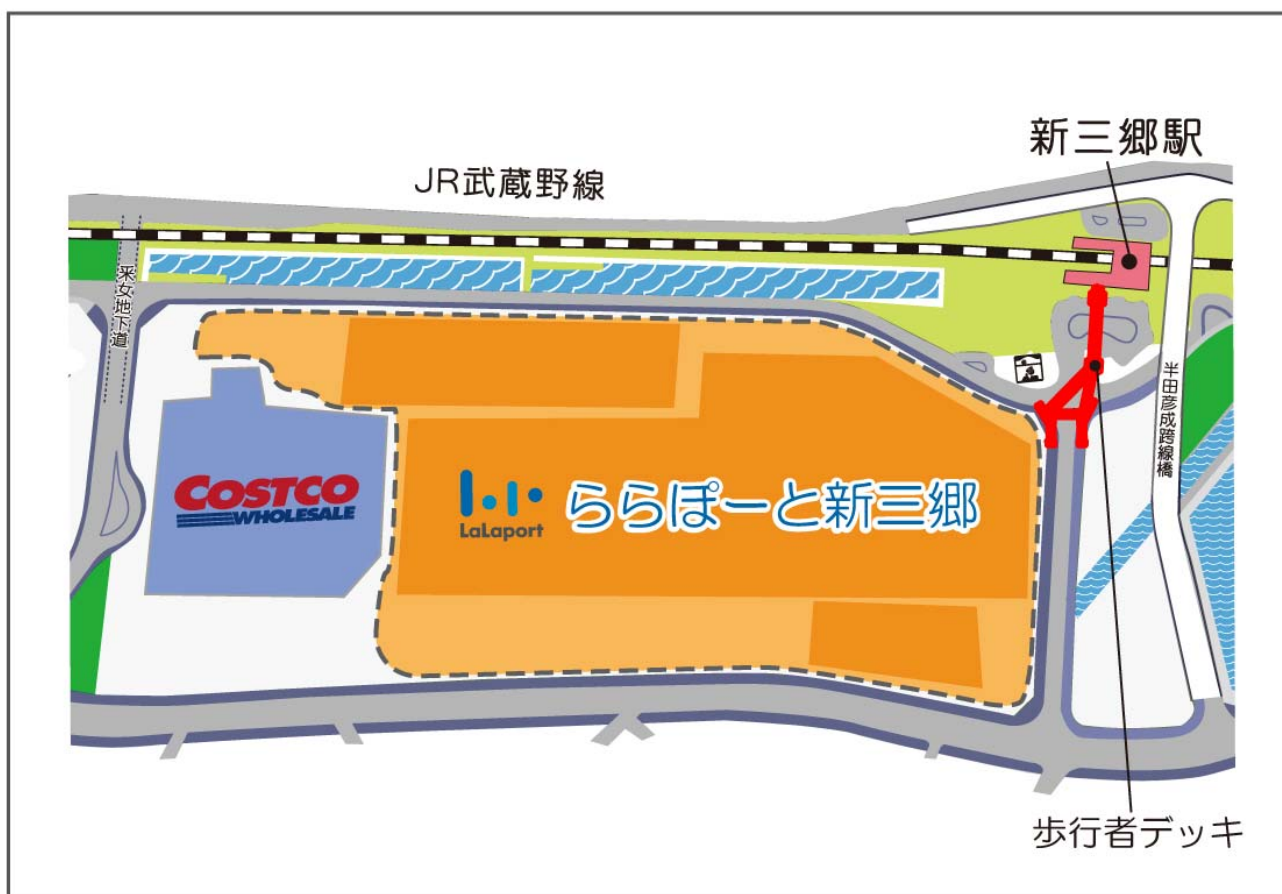 新三郷駅
JR武蔵野線
采女地下道
半田彦成跨線橋
COSTCO
WHOLESALE
LaLaport
ららぽーと新三郷
歩行者デッキ